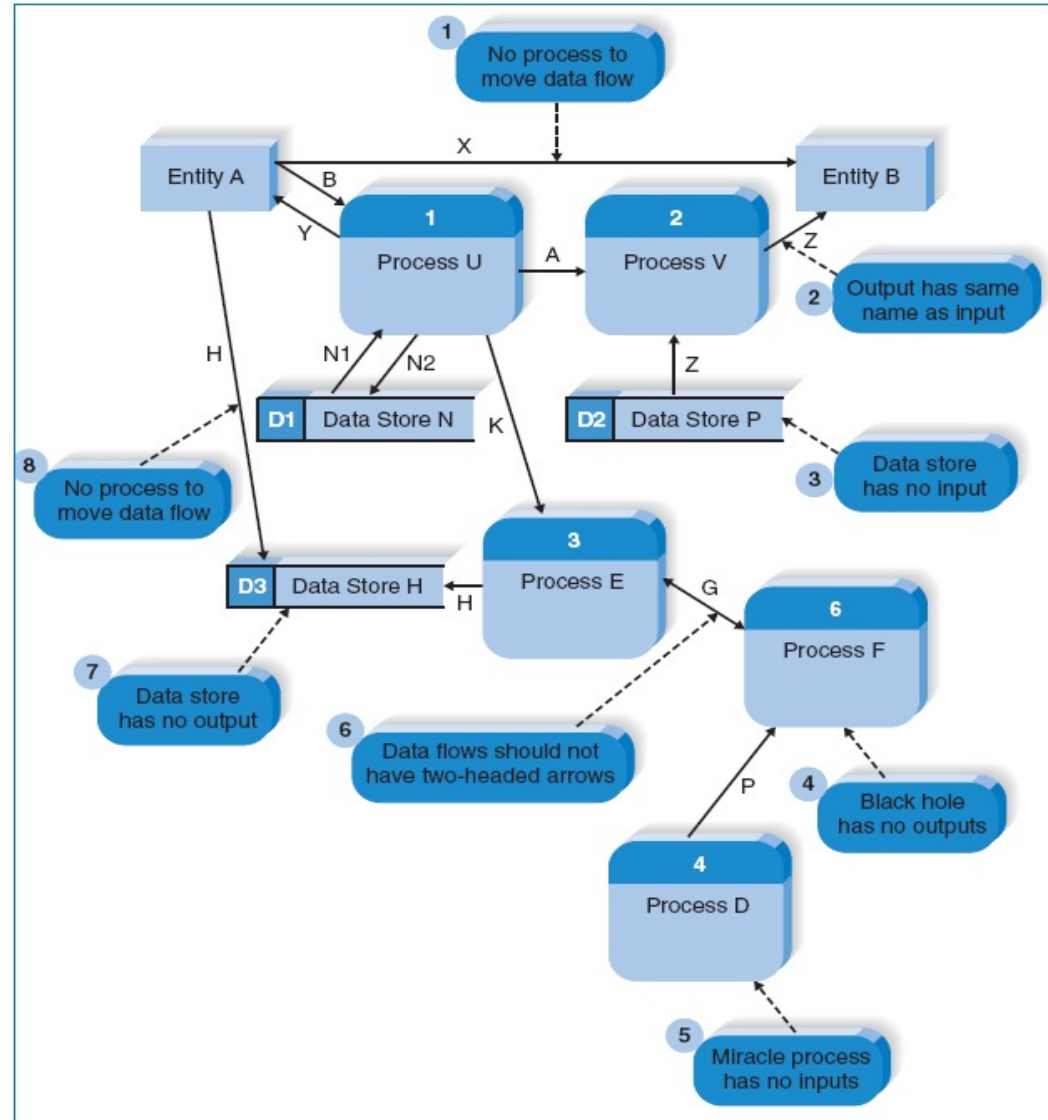 1
No process to
move data flow
X
Entity A
Entity B
B
Y
1
Process U
A
2
Process V
Z
2
Output has same
name as input
H
N1
N2
Z
K
D1 Data Store N
D2 Data Store P
3
Data store
has no input
8
No process to
move data flow
3
Process E
D3 Data Store H
H
G
6
Process F
7
Data store
has no output
6
Data flows should not
have two-headed arrows
P
4
Black hole
has no outputs
4
Process D
5
Miracle process
has no inputs